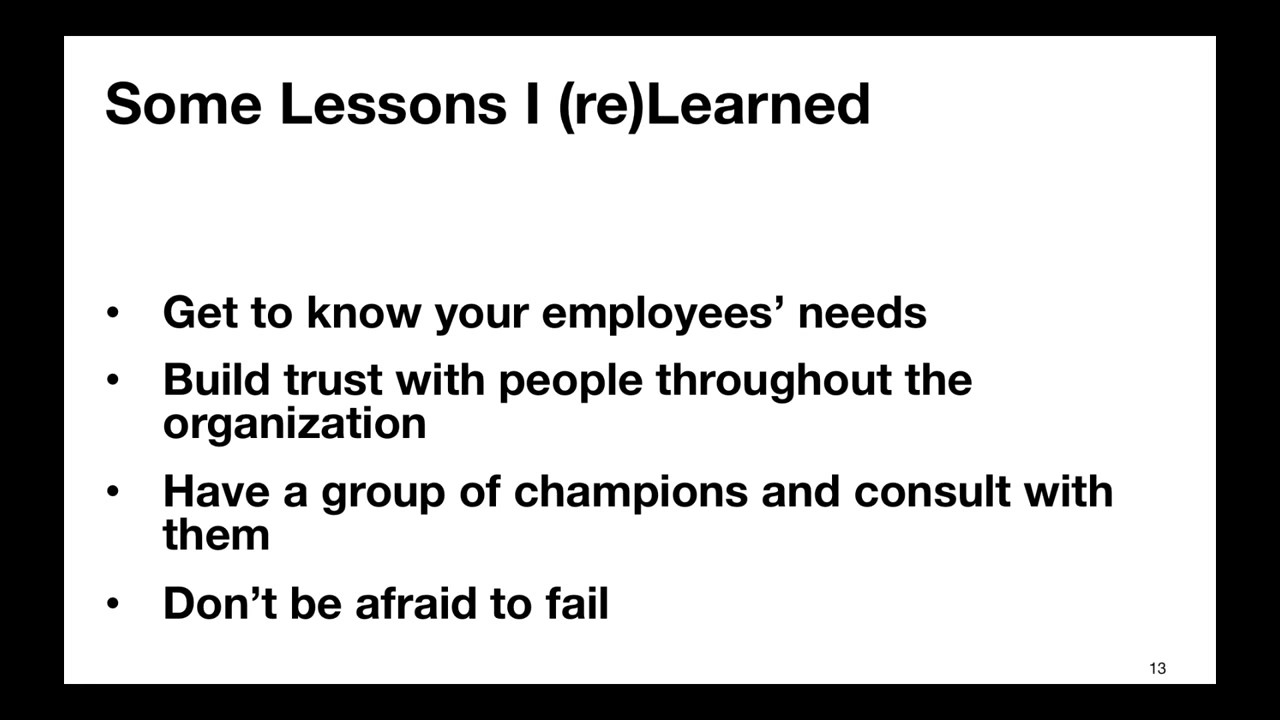 Some Lessons I (re)Learned
• Get to know your employees’ needs
• Build trust with people throughout the
organization
• Have a group of champions and consult with
them
• Don’t be afraid to fail
13